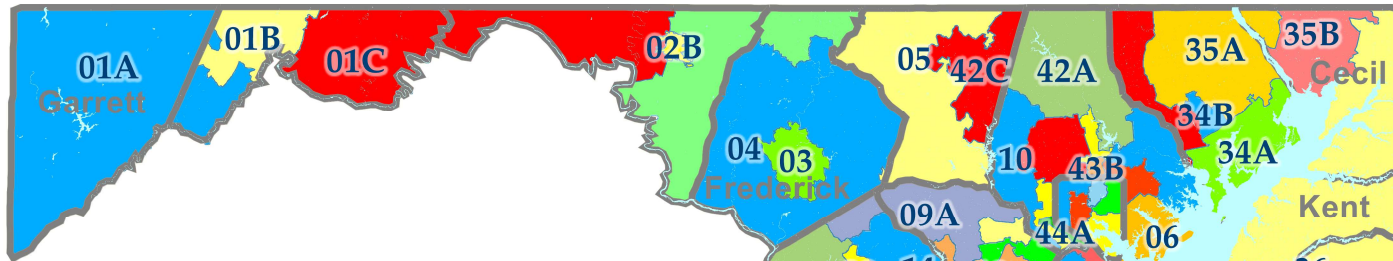 01A
Garrett
01B
01C
02B
04
03
Frederick
05
42C
42A
35A
35B
Cecil
34B
34A
10
43B
09A
44A
06
Kent